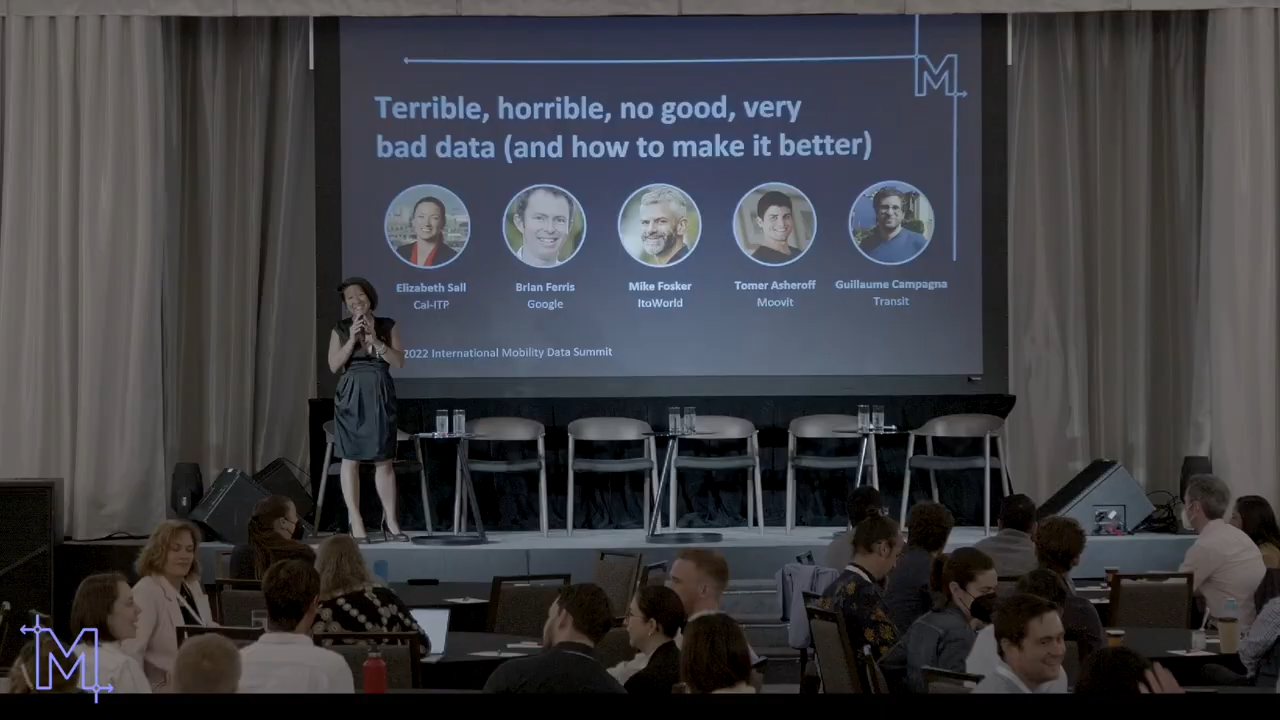 M
Terrible, horrible, no good, very
bad data (and how to make it better)
Elizabeth Sall
Cal-ITP
Brian Ferris
Google
Mike Fosker
ItoWorld
Tomer Asheroff
Moovit
Guillaume Campagna
Transit
2022 International Mobility Data Summit
M